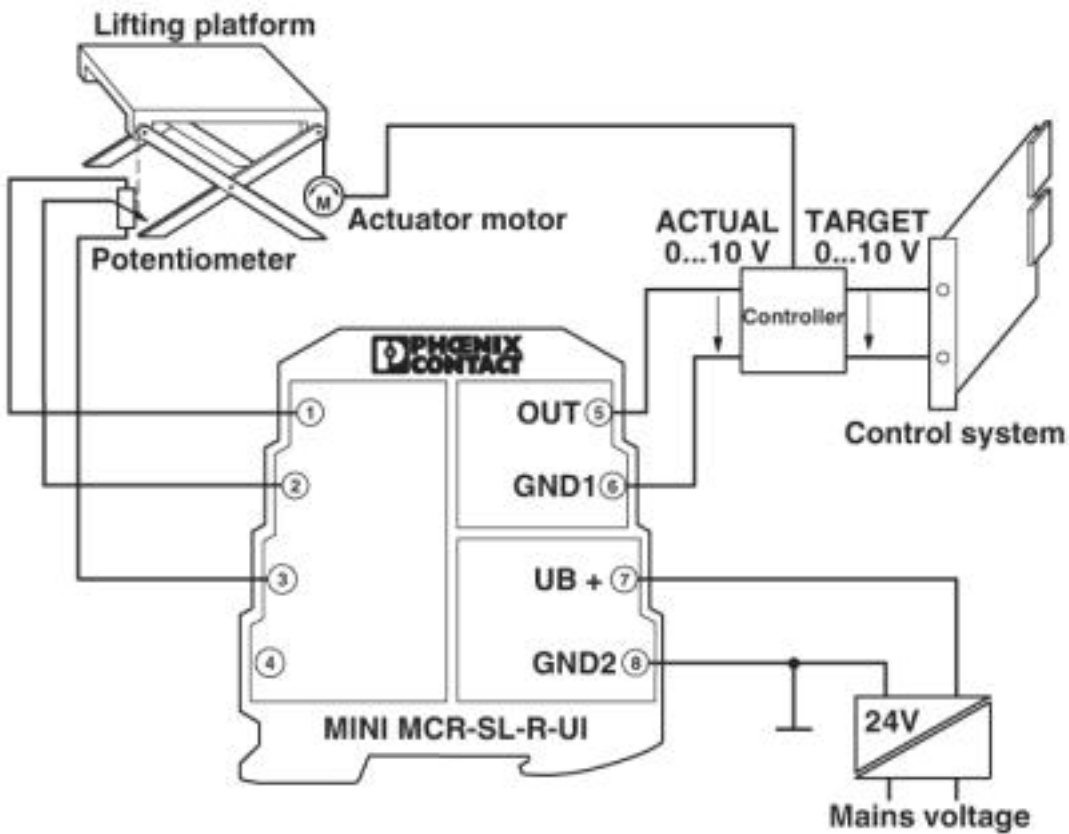 Lifting platform
M
Actuator motor
Potentiometer
ACTUAL
0...10 V
TARGET
0...10 V
Controller
Control system
PHŒNIX
CONTACT
1
2
3
4
OUT 5
GND1 6
UB + 7
GND2 8
MINI MCR-SL-R-UI
24V
Mains voltage